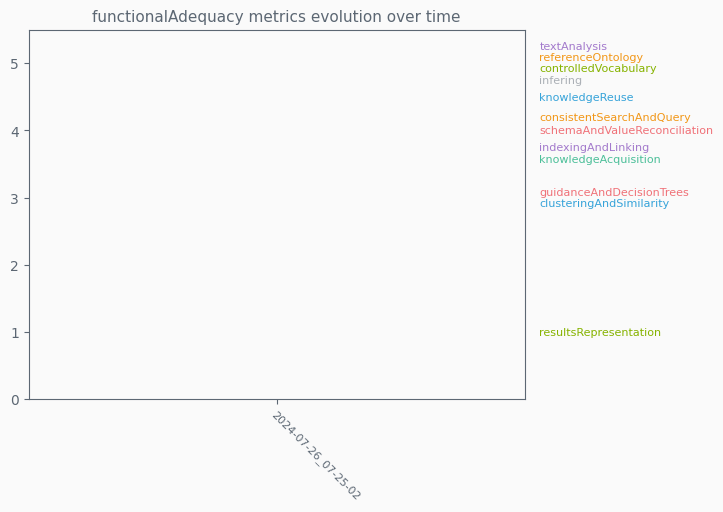 functionalAdequacy metrics evolution over time
5
4
3
2
1
0
2024-07-26_07-25-02
textAnalysis
referenceOntology
controlledVocabulary
infering
knowledgeReuse
consistentSearchAndQuery
schemaAndValueReconciliation
indexingAndLinking
knowledgeAcquisition
guidanceAndDecisionTrees
clusteringAndSimilarity
resultsRepresentation